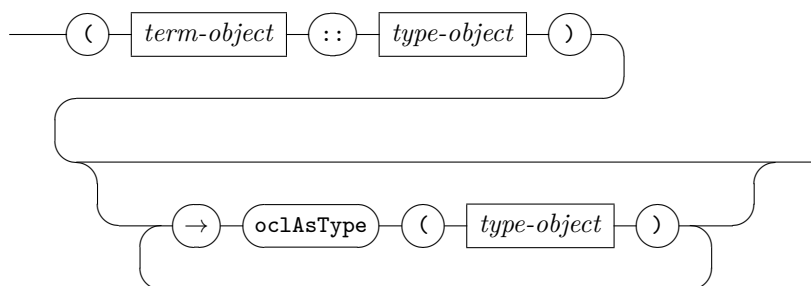 ( term-object :: type-object )
→ oclAsType ( type-object )